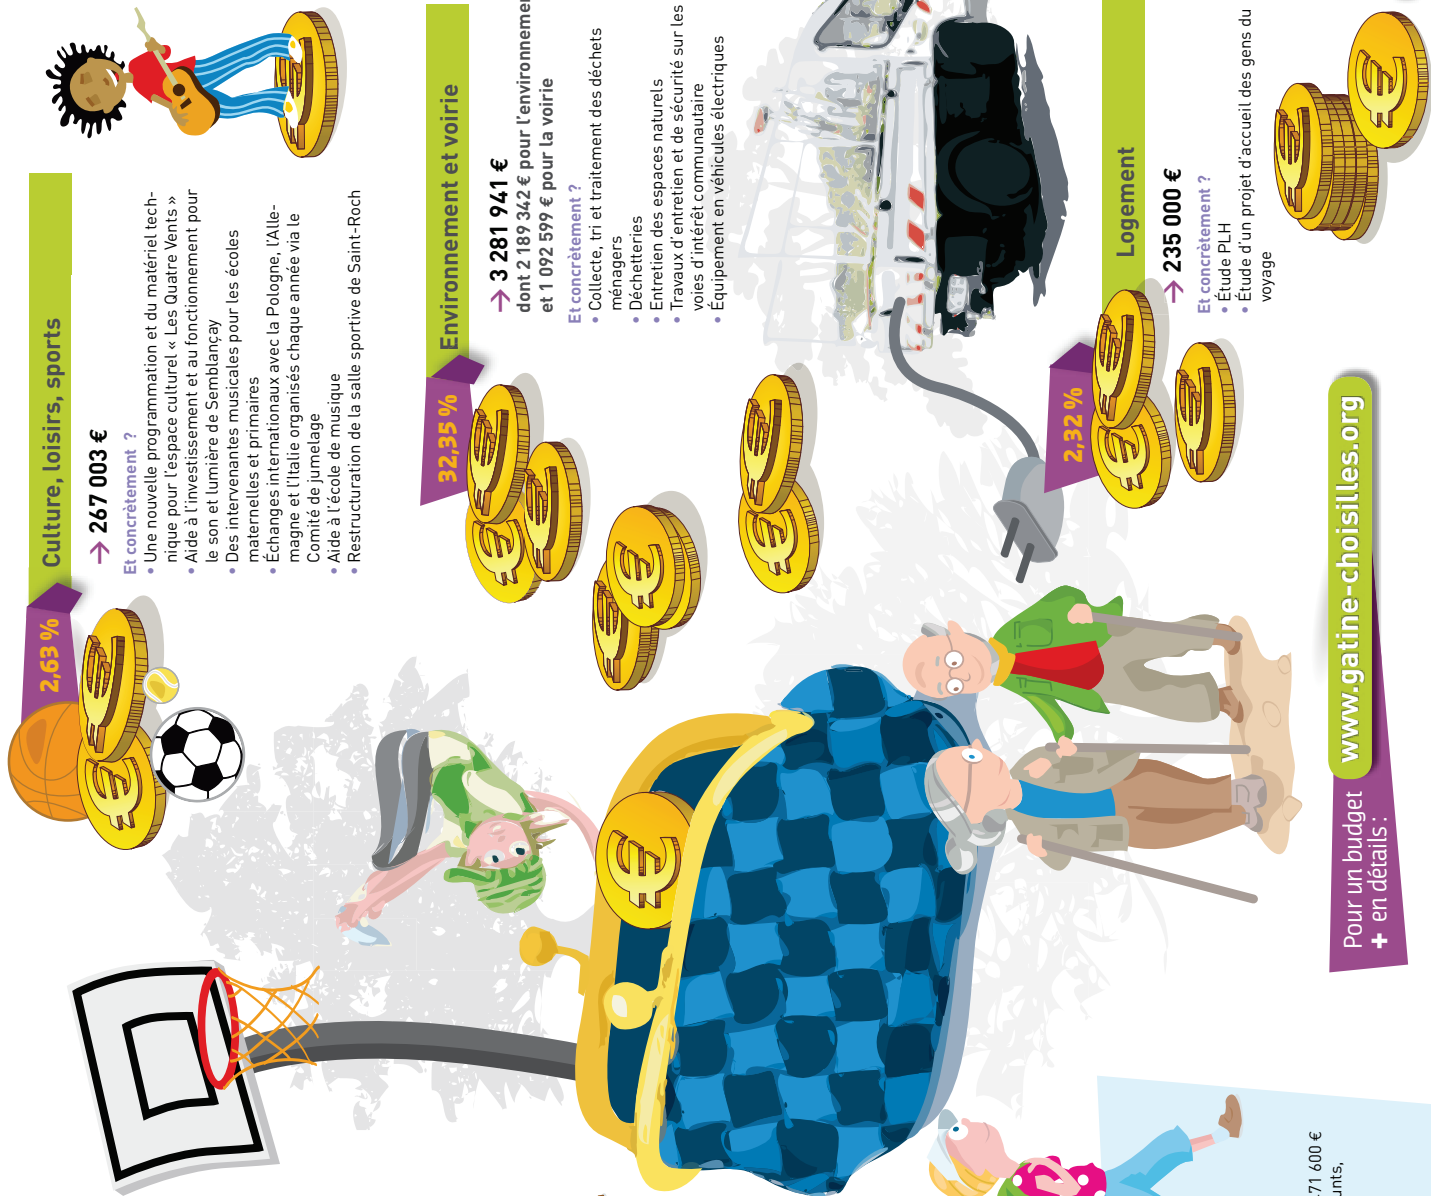 2,63 %
Culture, loisirs, sports
→ 267 003 €
Et concrètement ?
• Une nouvelle programmation et du matériel tech-
nique pour l'espace culturel « Les Quatre Vents »
• Aide à l'investissement et au fonctionnement pour
le son et lumière de Semblançay
• Des intervenantes musicales pour les écoles
maternelles et primaires
• Échanges internationaux avec la Pologne, l'Alle-
magne et l'Italie organisés chaque année via le
Comité de jumelage
• Aide à l'école de musique
• Restructuration de la salle sportive de Saint-Roch
32,35 %
Environnement et voirie
→ 3 281 941 €
dont 2 189 342 € pour l'environneme
et 1 092 599 € pour la voirie
Et concrètement ?
• Collecte, tri et traitement des déchets
ménagers
• Déchetteries
• Entretien des espaces naturels
• Travaux d'entretien et de sécurité sur les
voies d'intérêt communautaire
• Équipement en véhicules électriques
2,32 %
Logement
→ 235 000 €
Et concrètement ?
• Étude PLH
• Étude d'un projet d'accueil des gens du
voyage
Pour un budget
+ en détails :
www.gatine-choisilles.org
71 600 €
unts,